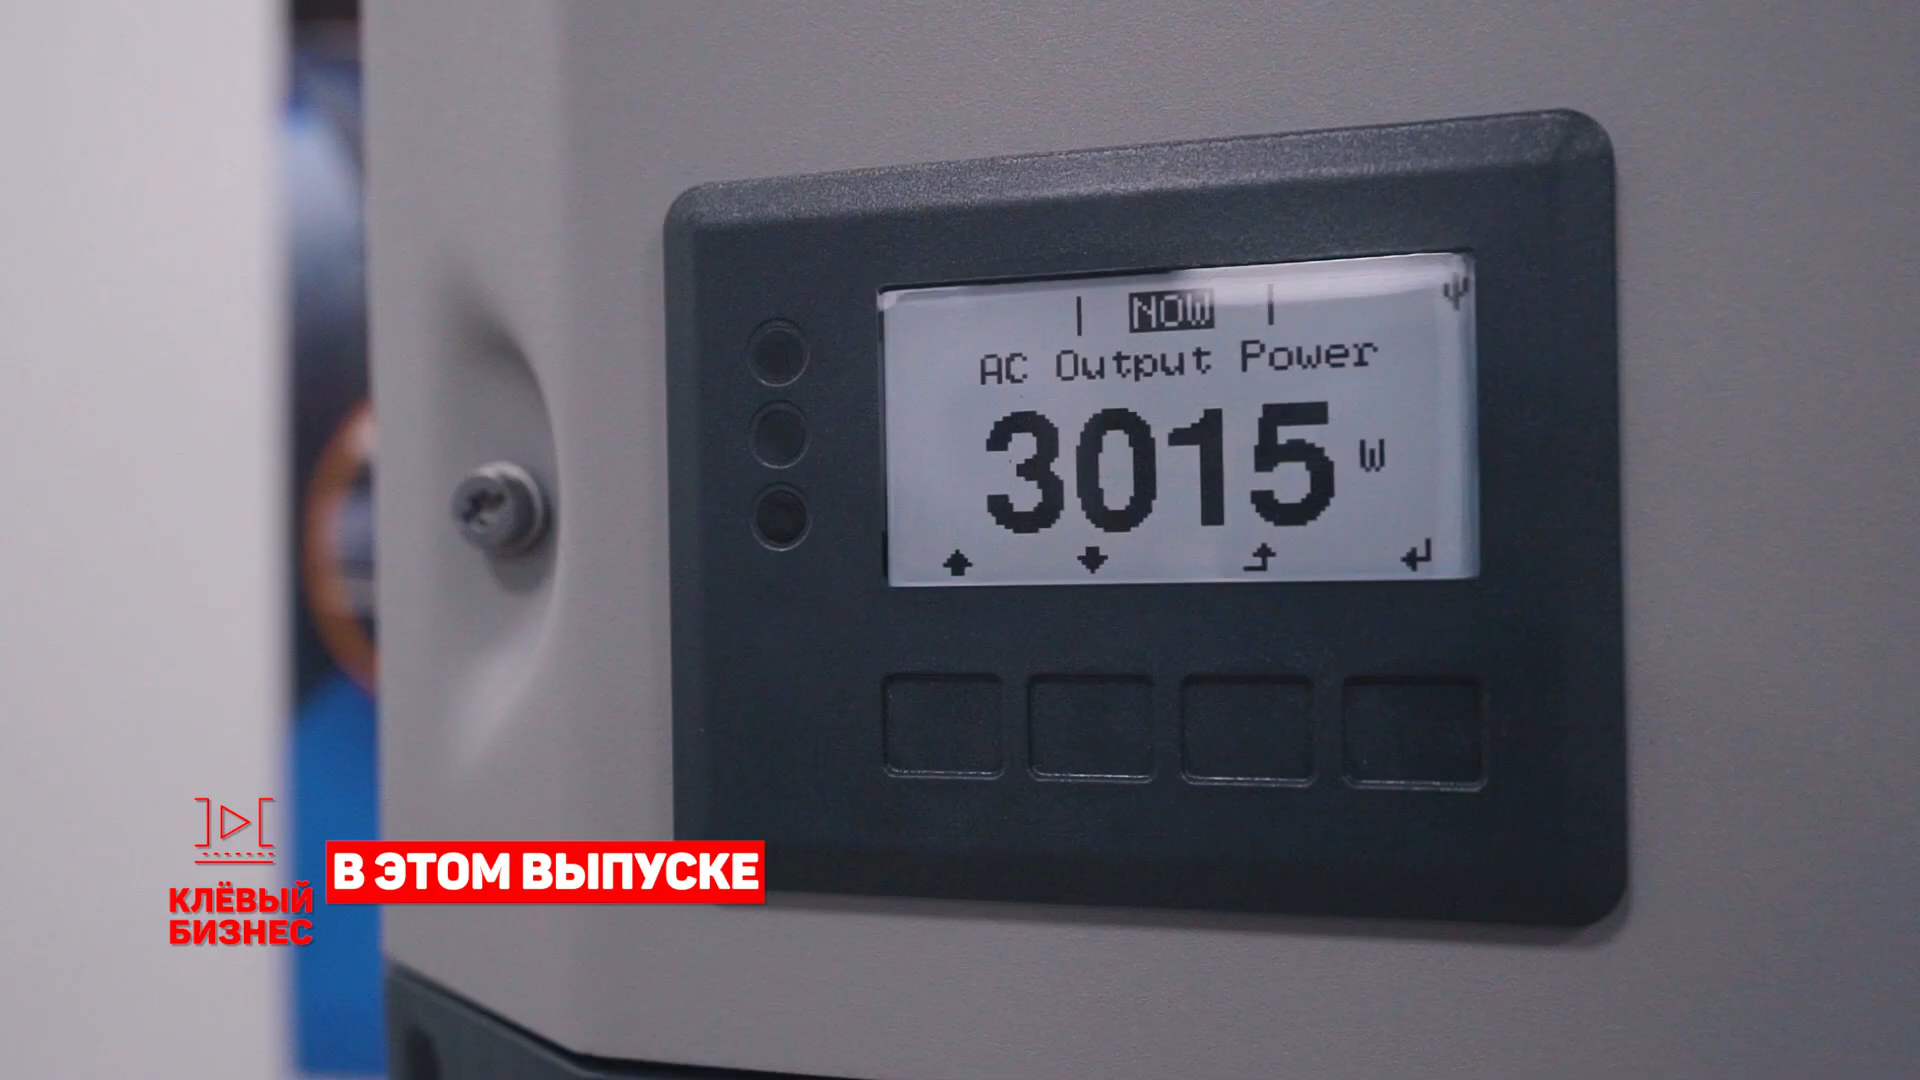 NOW
AC Output Power
3015 W
В ЭТОМ ВЫПУСКЕ
КЛЁВЫЙ
БИЗНЕС